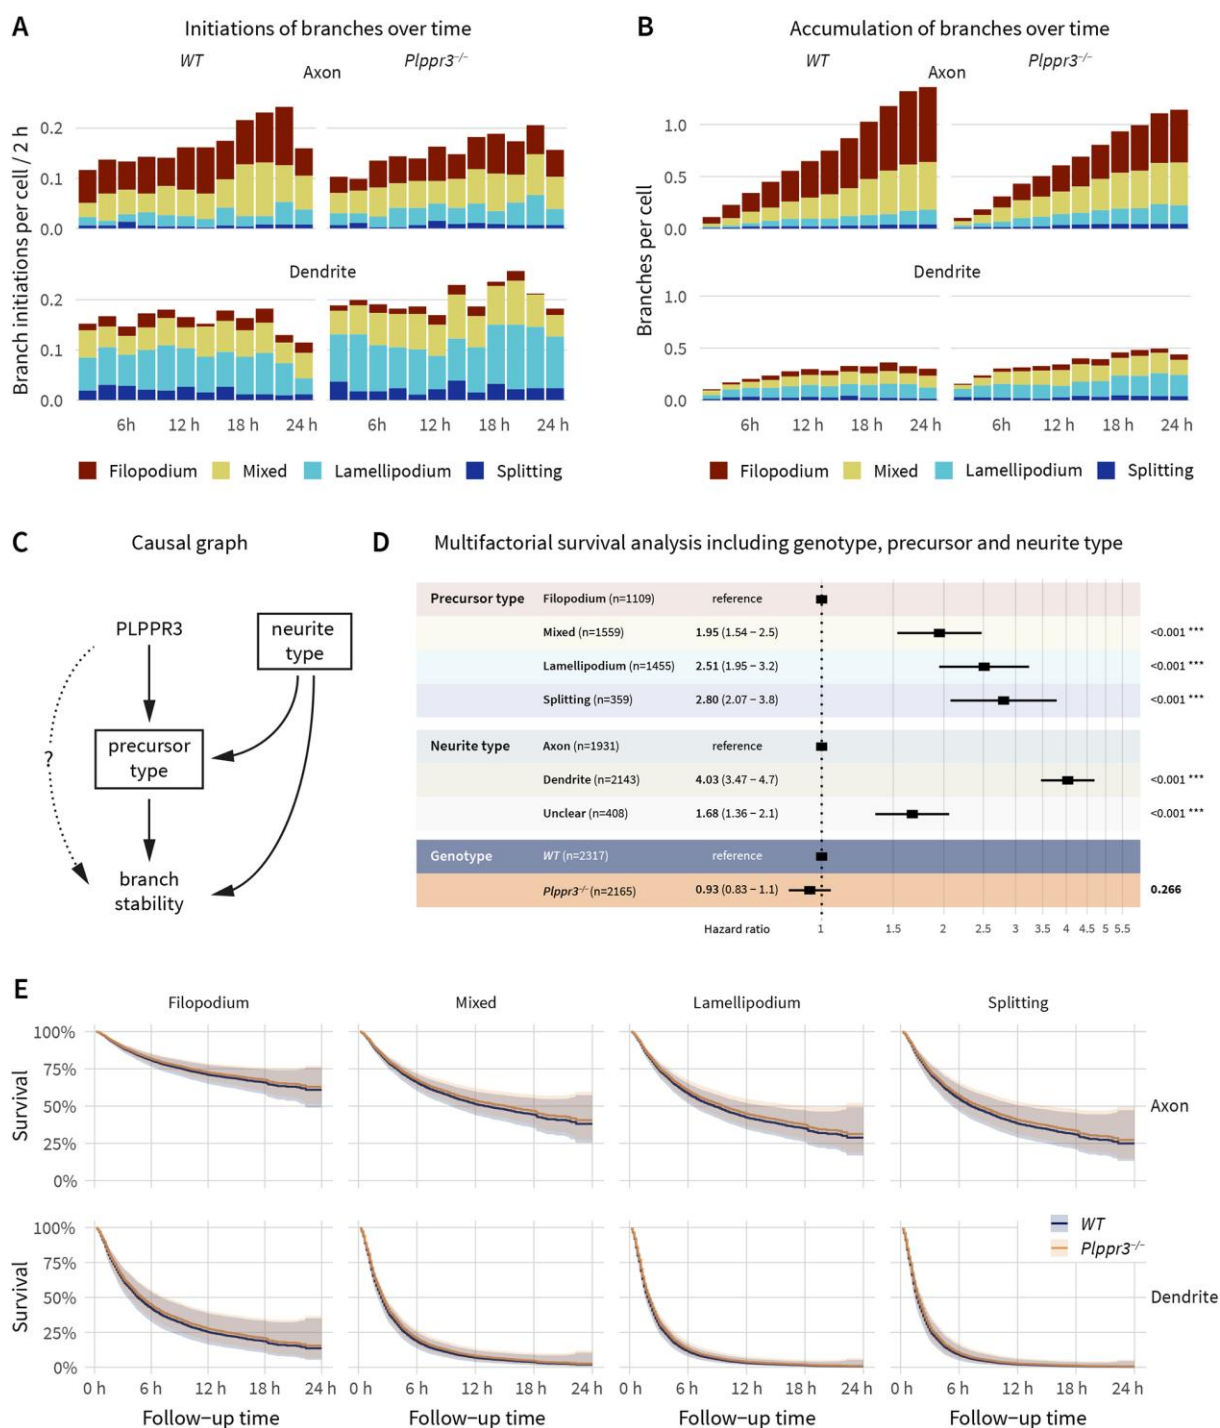 A
Initiations of branches over time
WT
Plppr3⁻/⁻
Axon
Branch initiations per cell / 2 h
0.2
0.1
0.0
Dendrite
0.2
0.1
0.0
6h 12 h 18 h 24 h 6h 12 h 18 h 24 h
Filopodium Mixed Lamellipodium Splitting
B
Accumulation of branches over time
WT
Plppr3⁻/⁻
Axon
Branches per cell
1.0
0.5
0.0
Dendrite
1.0
0.5
0.0
6h 12 h 18 h 24 h 6h 12 h 18 h 24 h
Filopodium Mixed Lamellipodium Splitting
C
Causal graph
PLPPR3
neurite
type
?
precursor
type
branch
stability
D
Multifactorial survival analysis including genotype, precursor and neurite type
Precursor type Filopodium (n=1109) reference
Mixed (n=1559) 1.95 (1.54 – 2.5) <0.001 ***
Lamellipodium (n=1455) 2.51 (1.95 – 3.2) <0.001 ***
Splitting (n=359) 2.80 (2.07 – 3.8) <0.001 ***
Neurite type Axon (n=1931) reference
Dendrite (n=2143) 4.03 (3.47 – 4.7) <0.001 ***
Unclear (n=408) 1.68 (1.36 – 2.1) <0.001 ***
Genotype WT (n=2317) reference
Plppr3⁻/⁻ (n=2165) 0.93 (0.83 – 1.1) 0.266
Hazard ratio 1 1.5 2 2.5 3 3.5 4 4.5 5 5.5
E
Filopodium Mixed Lamellipodium Splitting
Survival
100%
75%
50%
25%
0%
Axon
Survival
100%
75%
50%
25%
0%
WT
Plppr3⁻/⁻
Dendrite
0 h 6 h 12 h 18 h 24 h 0 h 6 h 12 h 18 h 24 h 0 h 6 h 12 h 18 h 24 h 0 h 6 h 12 h 18 h 24 h
Follow–up time Follow–up time Follow–up time Follow–up time